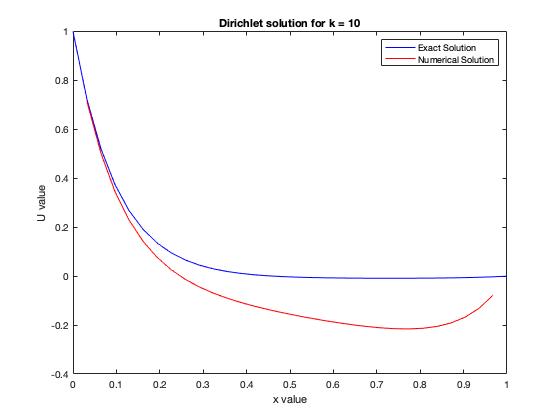 Dirichlet solution for k = 10
Exact Solution
Numerical Solution
1
0.8
0.6
0.4
0.2
0
-0.2
-0.4
U value
0 0.1 0.2 0.3 0.4 0.5 0.6 0.7 0.8 0.9 1
x value